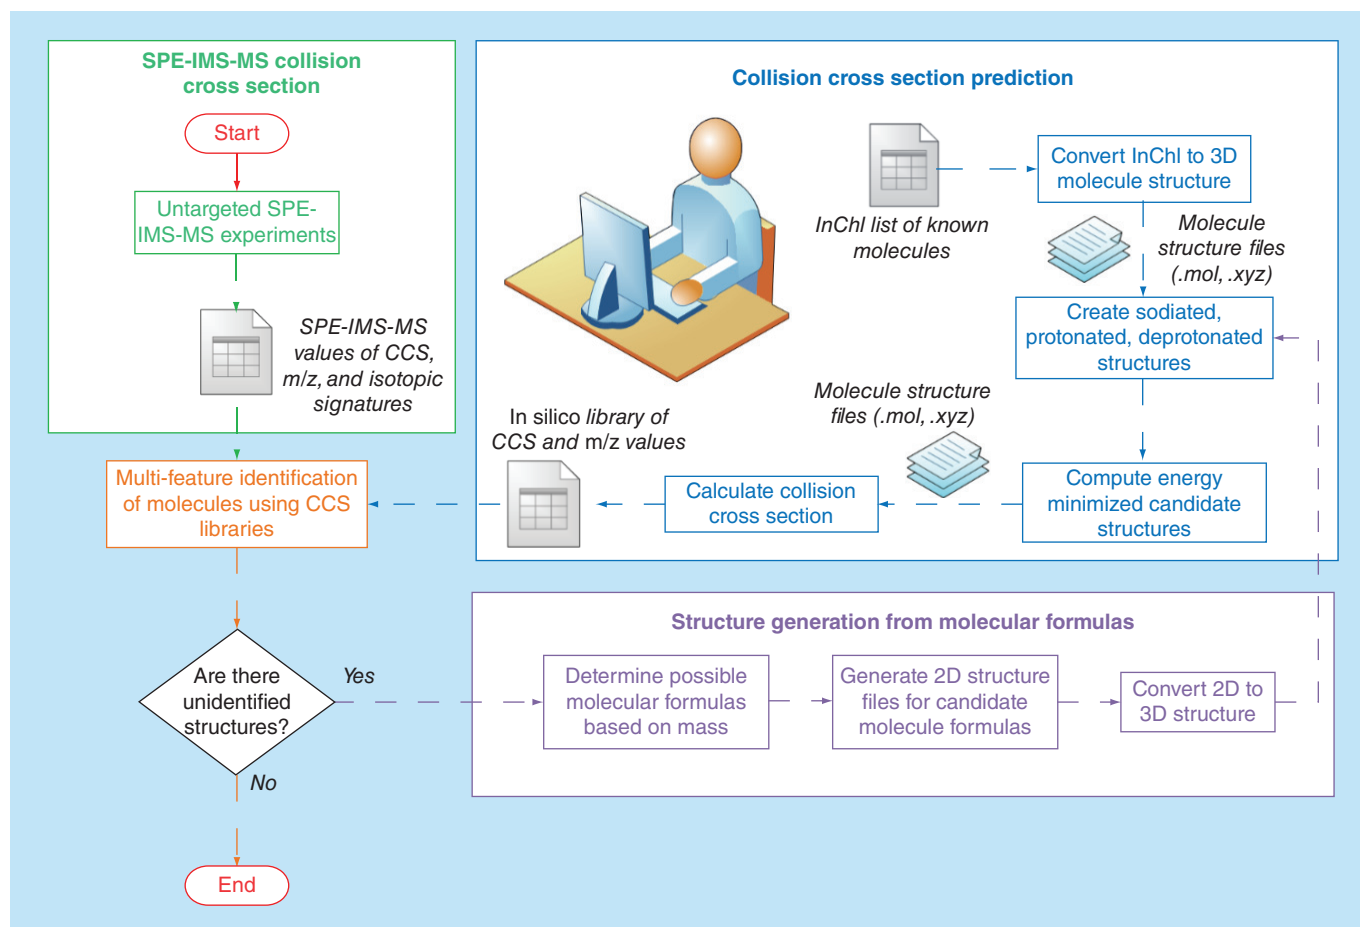 SPE-IMS-MS collision
cross section
Start
Untargeted SPE-
IMS-MS experiments
SPE-IMS-MS
values of CCS,
m/z, and isotopic
signatures
Multi-feature identification
of molecules using CCS
libraries
Are there
unidentified
structures?
Yes
No
End
Collision cross section prediction
InChl list of known
molecules
Convert InChl to 3D
molecule structure
Molecule
structure files
(.mol, .xyz)
Create sodiated,
protonated, deprotonated
structures
Compute energy
minimized candidate
structures
Molecule structure
files (.mol, .xyz)
Calculate collision
cross section
In silico library of
CCS and m/z values
Structure generation from molecular formulas
Determine possible
molecular formulas
based on mass
Generate 2D structure
files for candidate
molecule formulas
Convert 2D to
3D structure